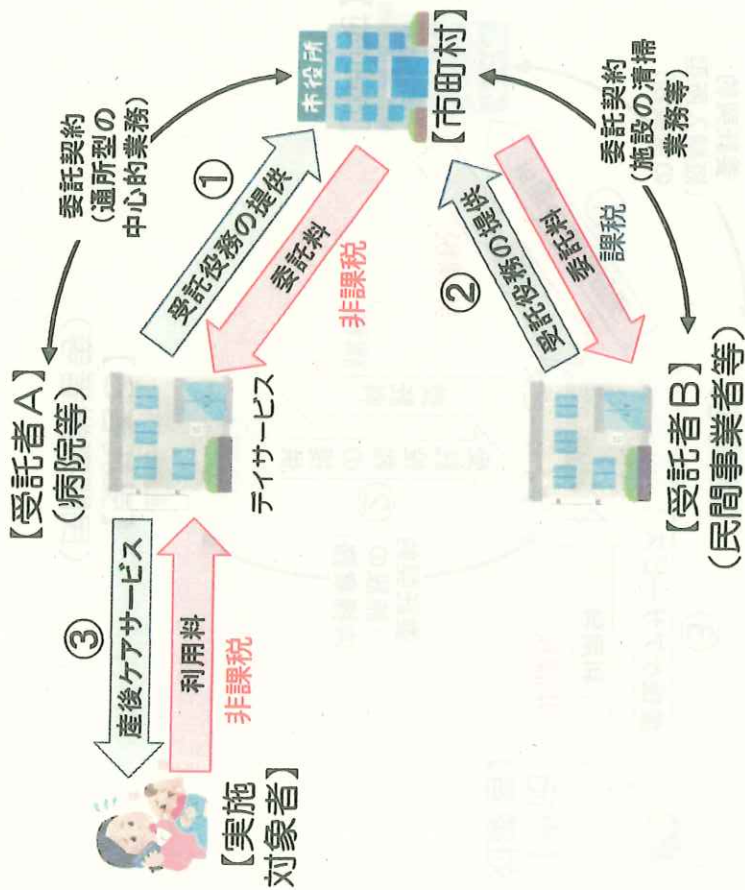 【受託者A】
（病院等）
委託契約
（通所型の
中心的業務）
③
産後ケアサービス
利用料
非課税
【実施
対象者】
デイサービス
①
受託役務の提供
委託料
非課税
市役所
【市町村】
②
受託役務の提供
委託料
課税
【受託者B】
（民間事業者等）
委託契約
（施設の清掃
業務等）